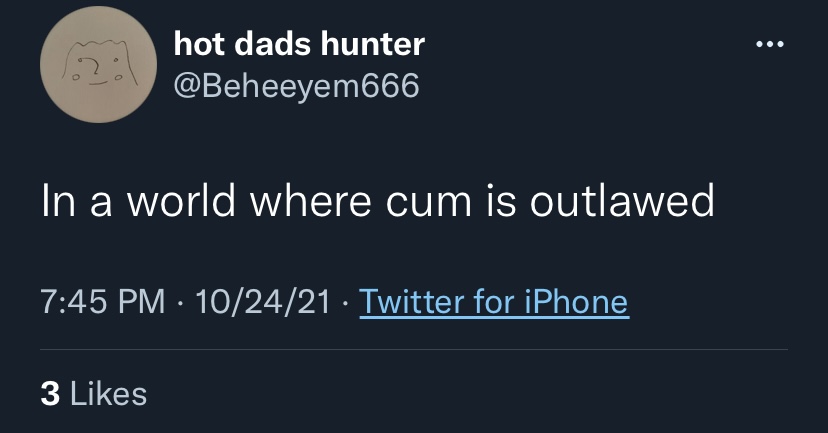 hot dads hunter
@Beheeyem666
In a world where cum is outlawed
7:45 PM · 10/24/21 · Twitter for iPhone
3 Likes